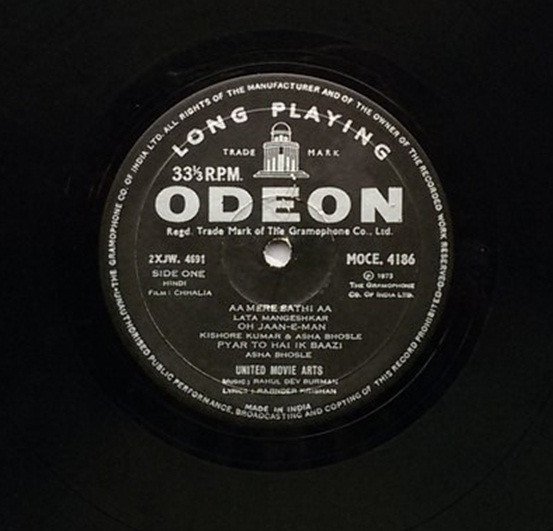 THE GRAMOPHONE CO. OF INDIA LTD. ALL RIGHTS OF THE MANUFACTURER AND OF THE OWNER OF THE RECORDED WORK RESERVED
UNAUTHORISED PUBLIC PERFORMANCE, BROADCASTING AND COPYING OF THIS RECORD PROHIBITED
LONG PLAYING
TRADE MARK
33⅓ R.P.M.
ODEON
Regd. Trade Mark of The Gramophone Co., Ltd.
2XJW. 4691 MOCE. 4186
SIDE ONE ℗ 1973
HINDI THE GRAMOPHONE
FILM : CHHALIA CO. OF INDIA LTD.
AA MERE SATHI AA
LATA MANGESHKAR
OH JAAN-E-MAN
KISHORE KUMAR & ASHA BHOSLE
PYAR TO HAI IK BAAZI
ASHA BHOSLE
UNITED MOVIE ARTS
MUSIC : RAHUL DEV BURMAN
LYRICS : RAJINDER KRISHAN
MADE IN INDIA